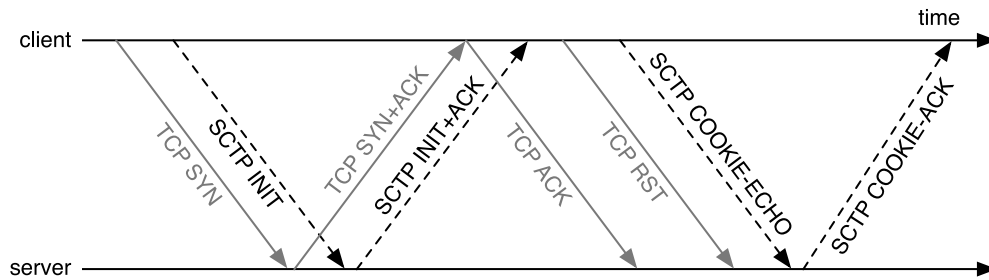 time
client
TCP SYN
SCTP INIT
TCP SYN+ACK
SCTP INIT+ACK
TCP ACK
TCP RST
SCTP COOKIE-ECHO
SCTP COOKIE-ACK
server